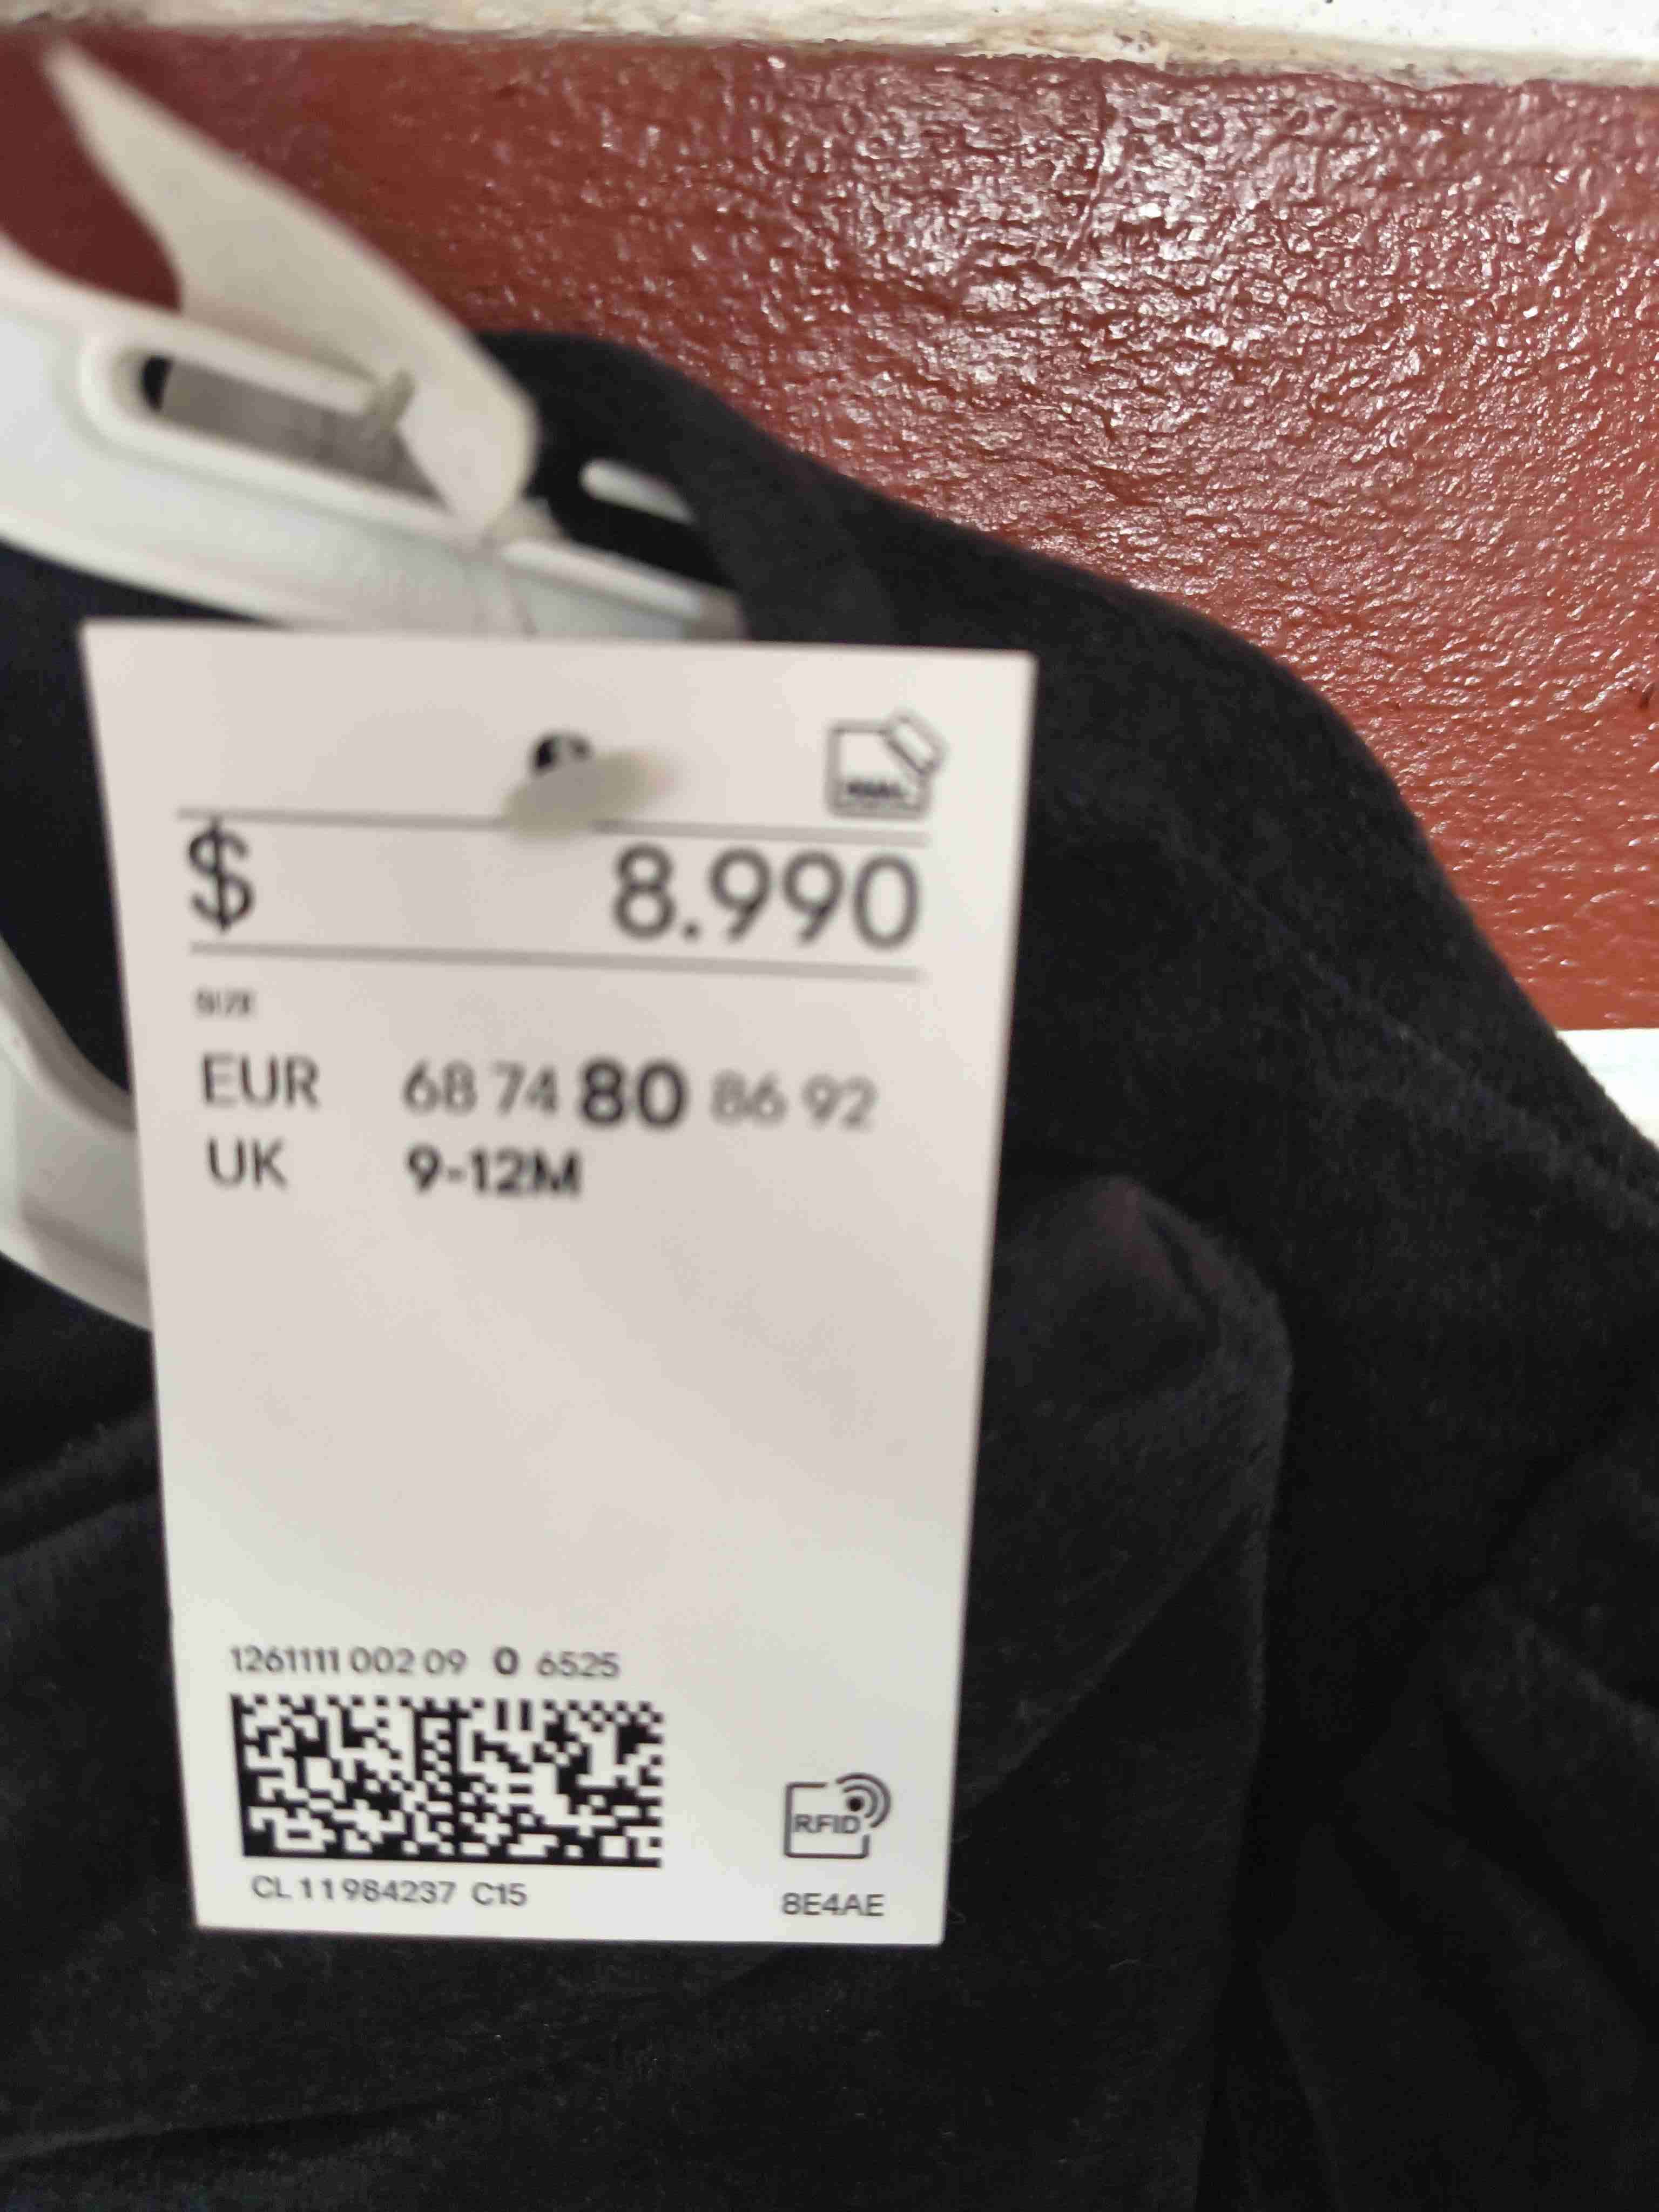 $ 8.990
SIZE
EUR 68 74 80 86 92
UK 9-12M
1261111 002 09 0 6525
CL 11984237 C15
RFID
8E4AE